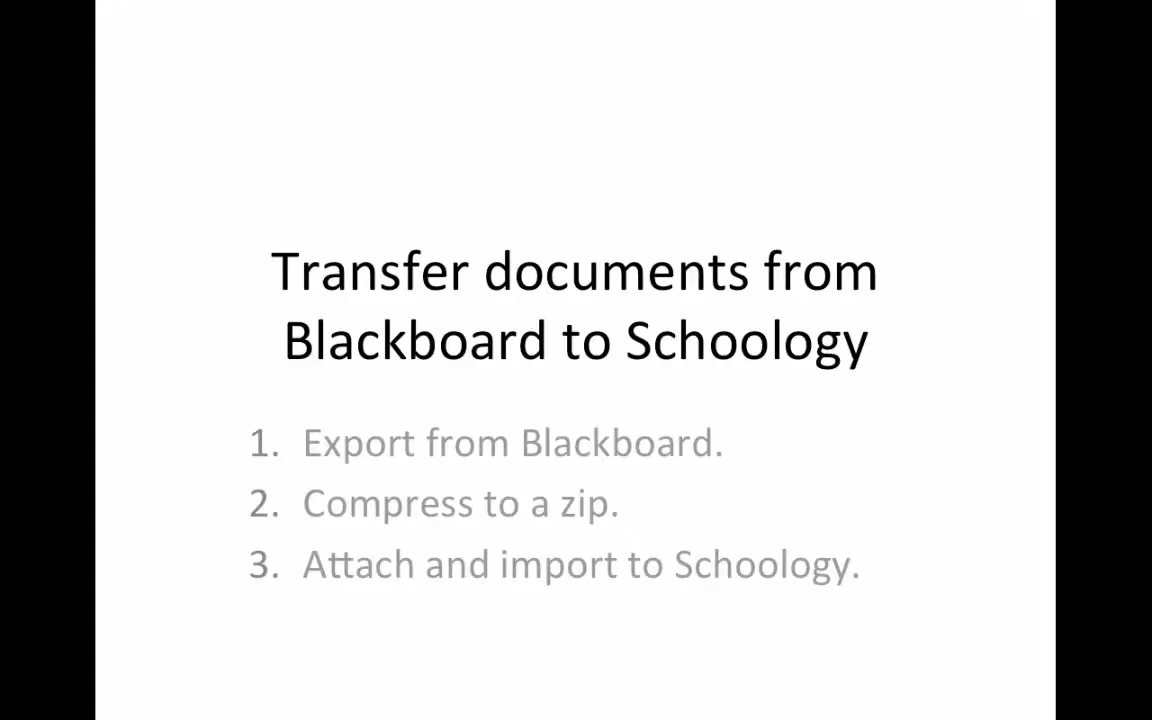 Transfer documents from
Blackboard to Schoology
1. Export from Blackboard.
2. Compress to a zip.
3. Attach and import to Schoology.